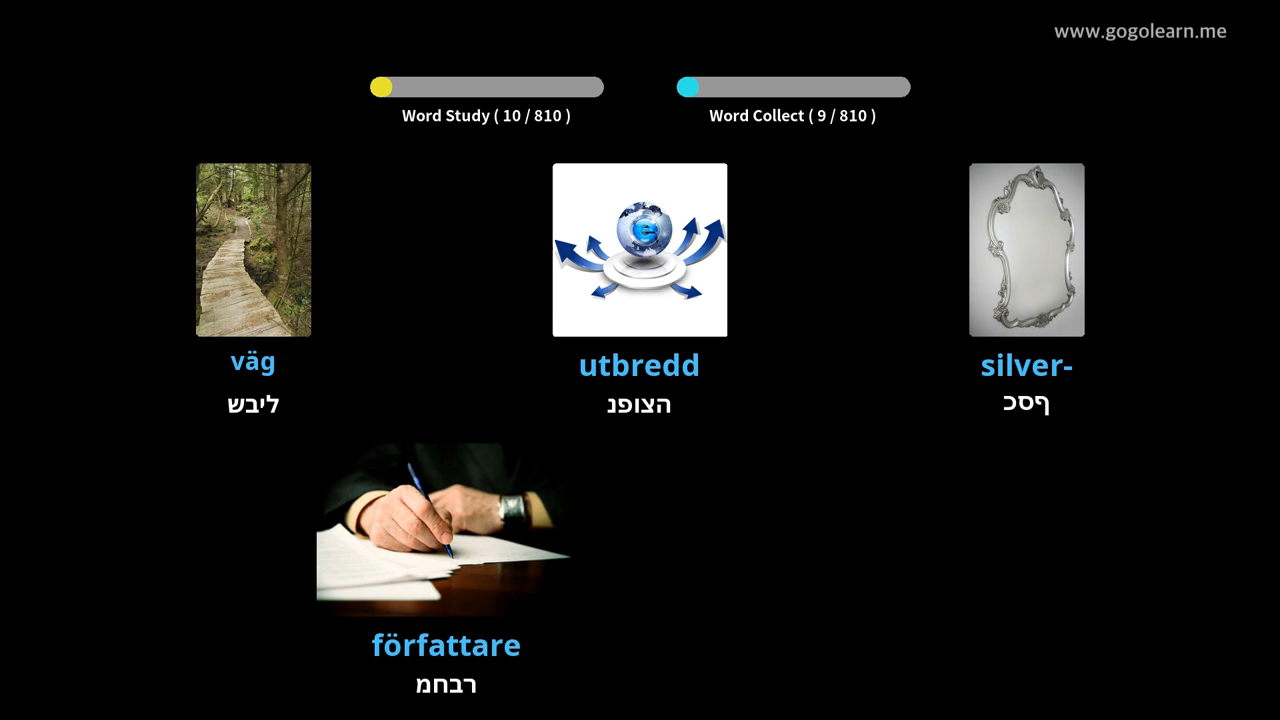 www.gogolearn.me
Word Study ( 10 / 810 )
Word Collect ( 9 / 810 )
e
väg
ליבש
utbredd
הצופנ
silver-
ףסכ
författare
רבחמ